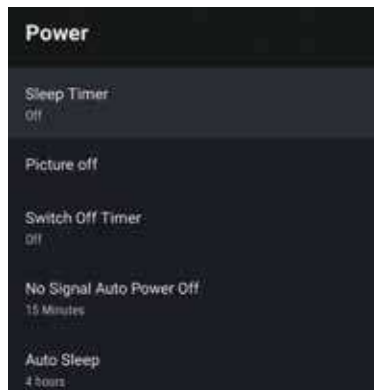 Power
Sleep Timer
Off
Picture off
Switch Off Timer
Off
No Signal Auto Power Off
15 Minutes
Auto Sleep
4 hours